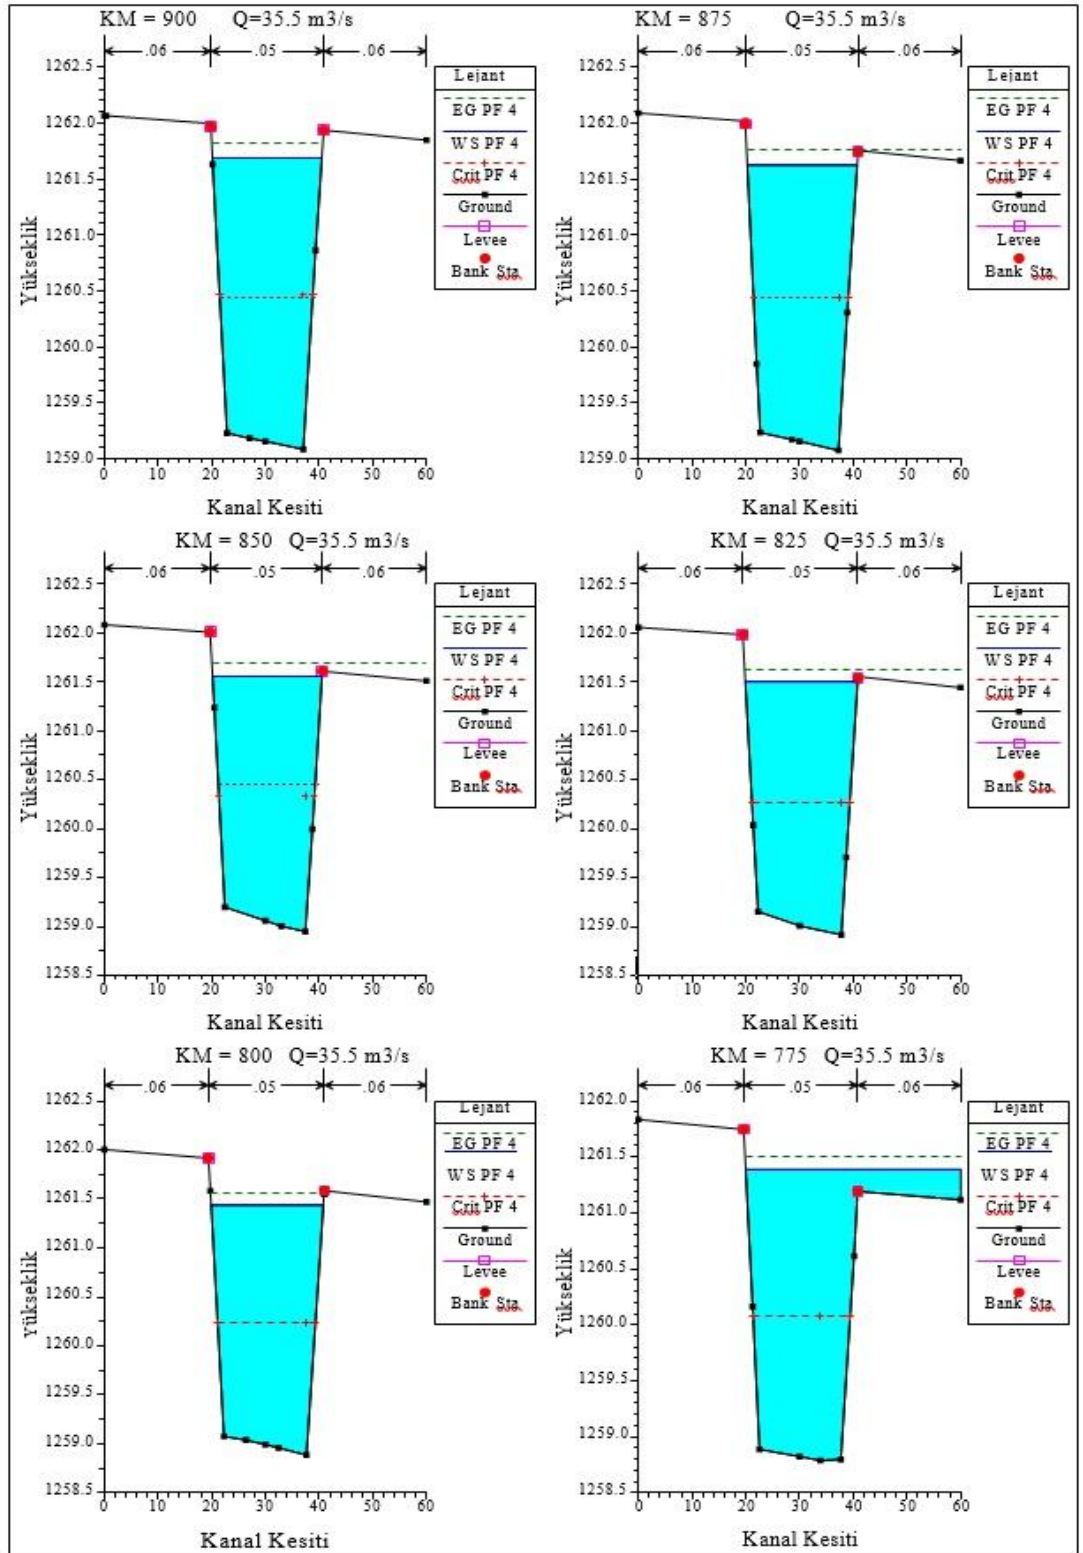 KM = 900 Q=35.5 m3/s
.06 .05 .06
1262.5
1262.0
1261.5
1261.0
1260.5
1260.0
1259.5
1259.0
0 10 20 30 40 50 60
Yükseklik
Kanal Kesiti
Lejant
EG PF 4
WS PF 4
Crit PF 4
Ground
Levee
Bank Sta
KM = 875 Q=35.5 m3/s
.06 .05 .06
1262.5
1262.0
1261.5
1261.0
1260.5
1260.0
1259.5
1259.0
0 10 20 30 40 50 60
Yükseklik
Kanal Kesiti
Lejant
EG PF 4
WS PF 4
Crit PF 4
Ground
Levee
Bank Sta
KM = 850 Q=35.5 m3/s
.06 .05 .06
1262.5
1262.0
1261.5
1261.0
1260.5
1260.0
1259.5
1259.0
1258.5
0 10 20 30 40 50 60
Yükseklik
Kanal Kesiti
Lejant
EG PF 4
WS PF 4
Crit PF 4
Ground
Levee
Bank Sta
KM = 825 Q=35.5 m3/s
.06 .05 .06
1262.5
1262.0
1261.5
1261.0
1260.5
1260.0
1259.5
1259.0
1258.5
0 10 20 30 40 50 60
Yükseklik
Kanal Kesiti
Lejant
EG PF 4
WS PF 4
Crit PF 4
Ground
Levee
Bank Sta
KM = 800 Q=35.5 m3/s
.06 .05 .06
1262.5
1262.0
1261.5
1261.0
1260.5
1260.0
1259.5
1259.0
1258.5
0 10 20 30 40 50 60
Yükseklik
Kanal Kesiti
Lejant
EG PF 4
WS PF 4
Crit PF 4
Ground
Levee
Bank Sta
KM = 775 Q=35.5 m3/s
.06 .05 .06
1262.0
1261.5
1261.0
1260.5
1260.0
1259.5
1259.0
1258.5
0 10 20 30 40 50 60
Yükseklik
Kanal Kesiti
Lejant
EG PF 4
WS PF 4
Crit PF 4
Ground
Levee
Bank Sta